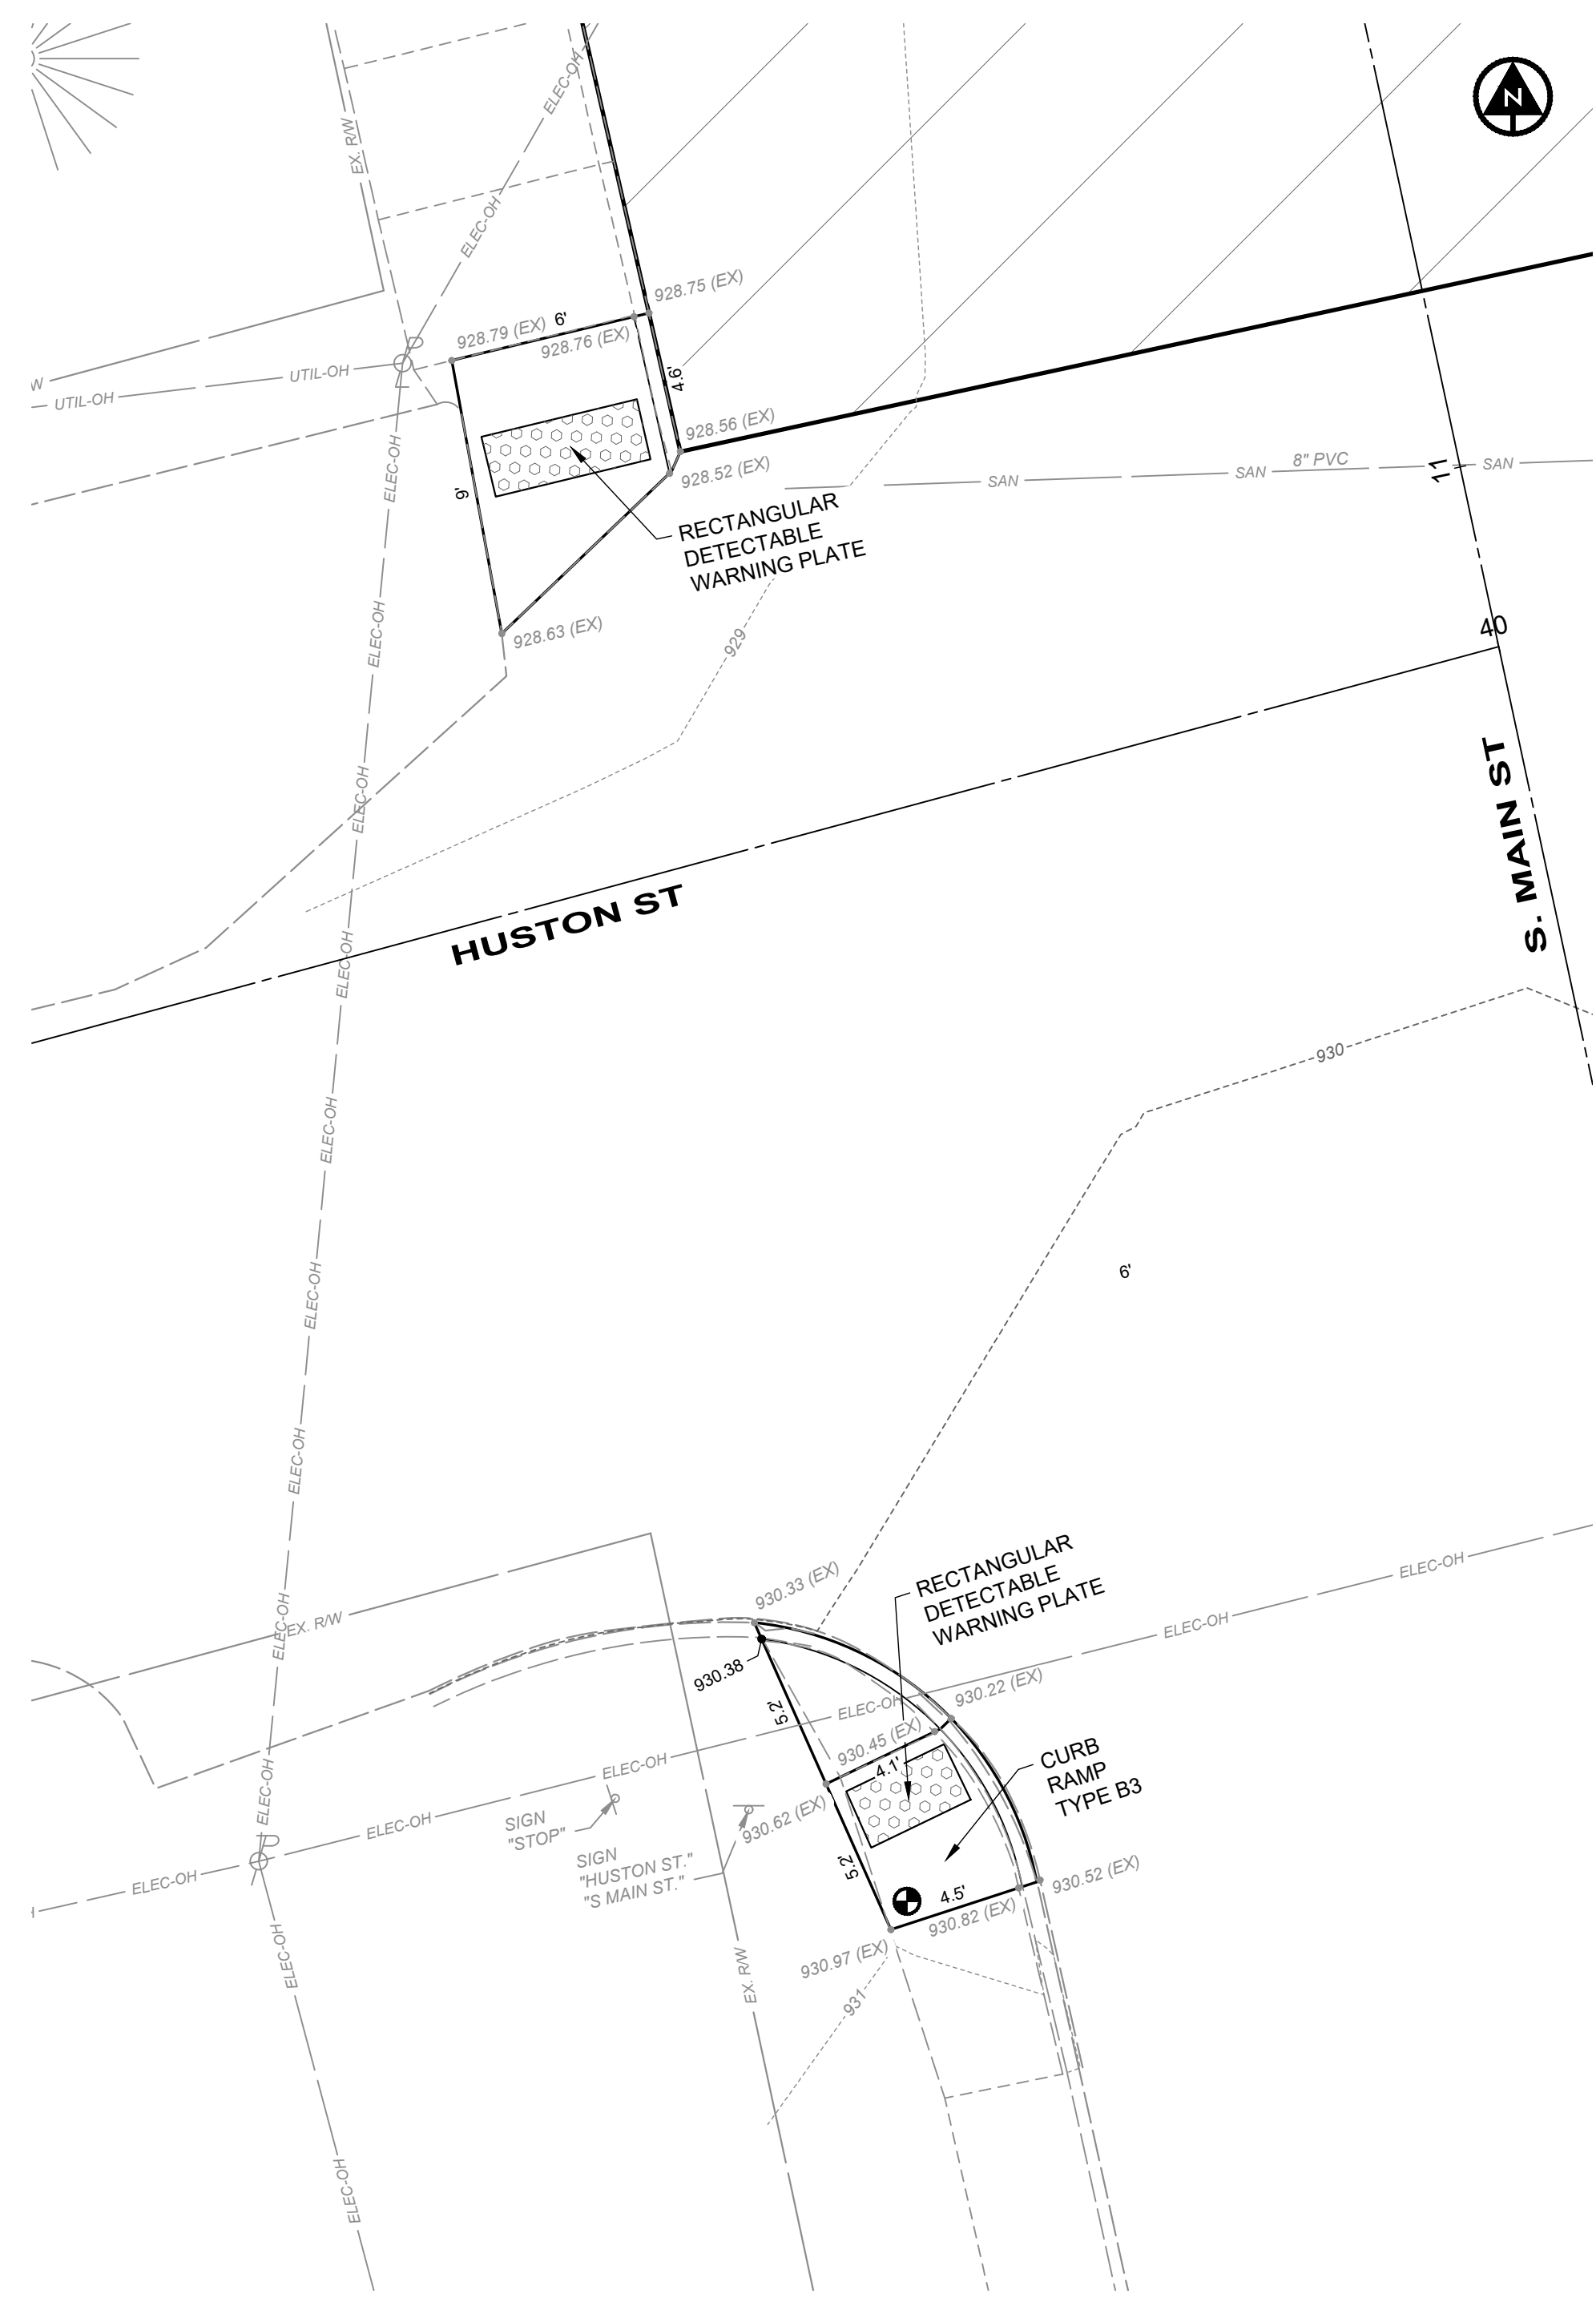 N
ELEC-OH
EX. R/W
ELEC-OH
928.75 (EX)
928.79 (EX)
6'
928.76 (EX)
UTIL-OH
W
UTIL-OH
4.6'
928.56 (EX)
ELEC-OH
928.52 (EX)
SAN
SAN
8" PVC
SAN
11
9'
RECTANGULAR
DETECTABLE
WARNING PLATE
928.63 (EX)
929
ELEC-OH
40
ELEC-OH
S. MAIN ST
HUSTON ST
ELEC-OH
930
ELEC-OH
6'
ELEC-OH
ELEC-OH
RECTANGULAR
DETECTABLE
WARNING PLATE
ELEC-OH
930.33 (EX)
EX. R/W
ELEC-OH
ELEC-OH
930.38
930.22 (EX)
5.2'
ELEC-OH
930.45 (EX)
4.1'
CURB
RAMP
TYPE B3
ELEC-OH
ELEC-OH
SIGN
"STOP"
930.62 (EX)
ELEC-OH
SIGN
"HUSTON ST."
"S MAIN ST."
5.2'
ELEC-OH
4.5'
930.52 (EX)
930.82 (EX)
930.97 (EX)
ELEC-OH
EX. R/W
931
ELEC-OH